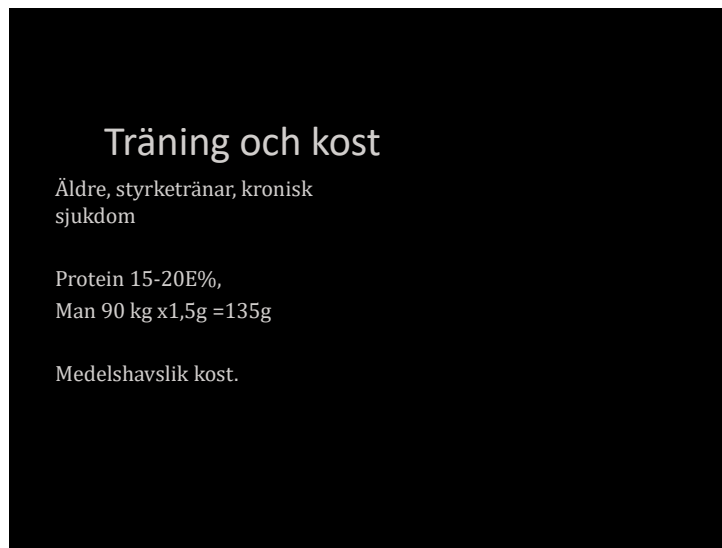 Träning och kost
Äldre, styrketränar, kronisk
sjukdom
Protein 15-20E%,
Man 90 kg x1,5g =135g
Medelshavslik kost.